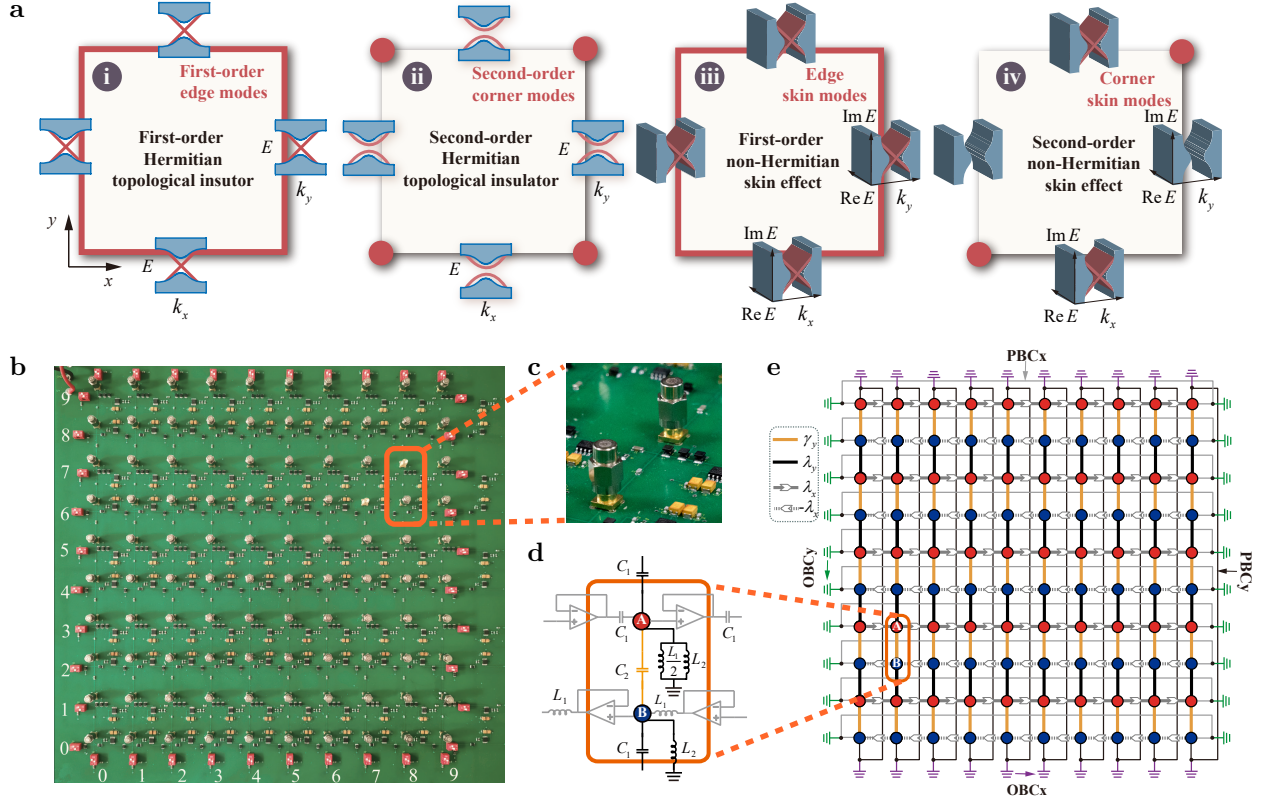 a
i
First-order
edge modes
First-order
Hermitian
topological insutor
E
k_y
y
x
E
k_x
ii
Second-order
corner modes
Second-order
Hermitian
topological insulator
E
k_y
E
k_x
iii
Edge
skin modes
First-order
non-Hermitian
skin effect
Im E
Re E
k_y
Im E
Re E
k_x
iv
Corner
skin modes
Second-order
non-Hermitian
skin effect
Im E
Re E
k_y
Im E
Re E
k_x
b
9
8
7
6
5
4
3
2
1
0
0 1 2 3 4 5 6 7 8 9
c
d
C_1
C_1
A
C_1
L_1
2
L_2
C_2
L_1
B
L_1
C_1
L_2
e
PBCx
γ_y
λ_y
λ_x
-λ_x
OBCy
PBCy
A
B
OBCx